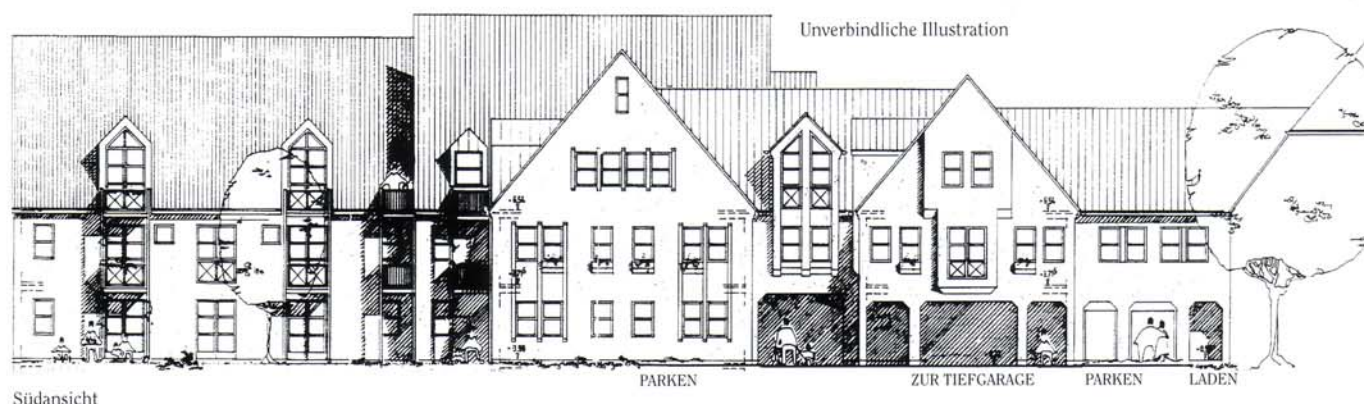 Unverbindliche Illustration
PARKEN
ZUR TIEFGARAGE
PARKEN
LADEN
Südansicht